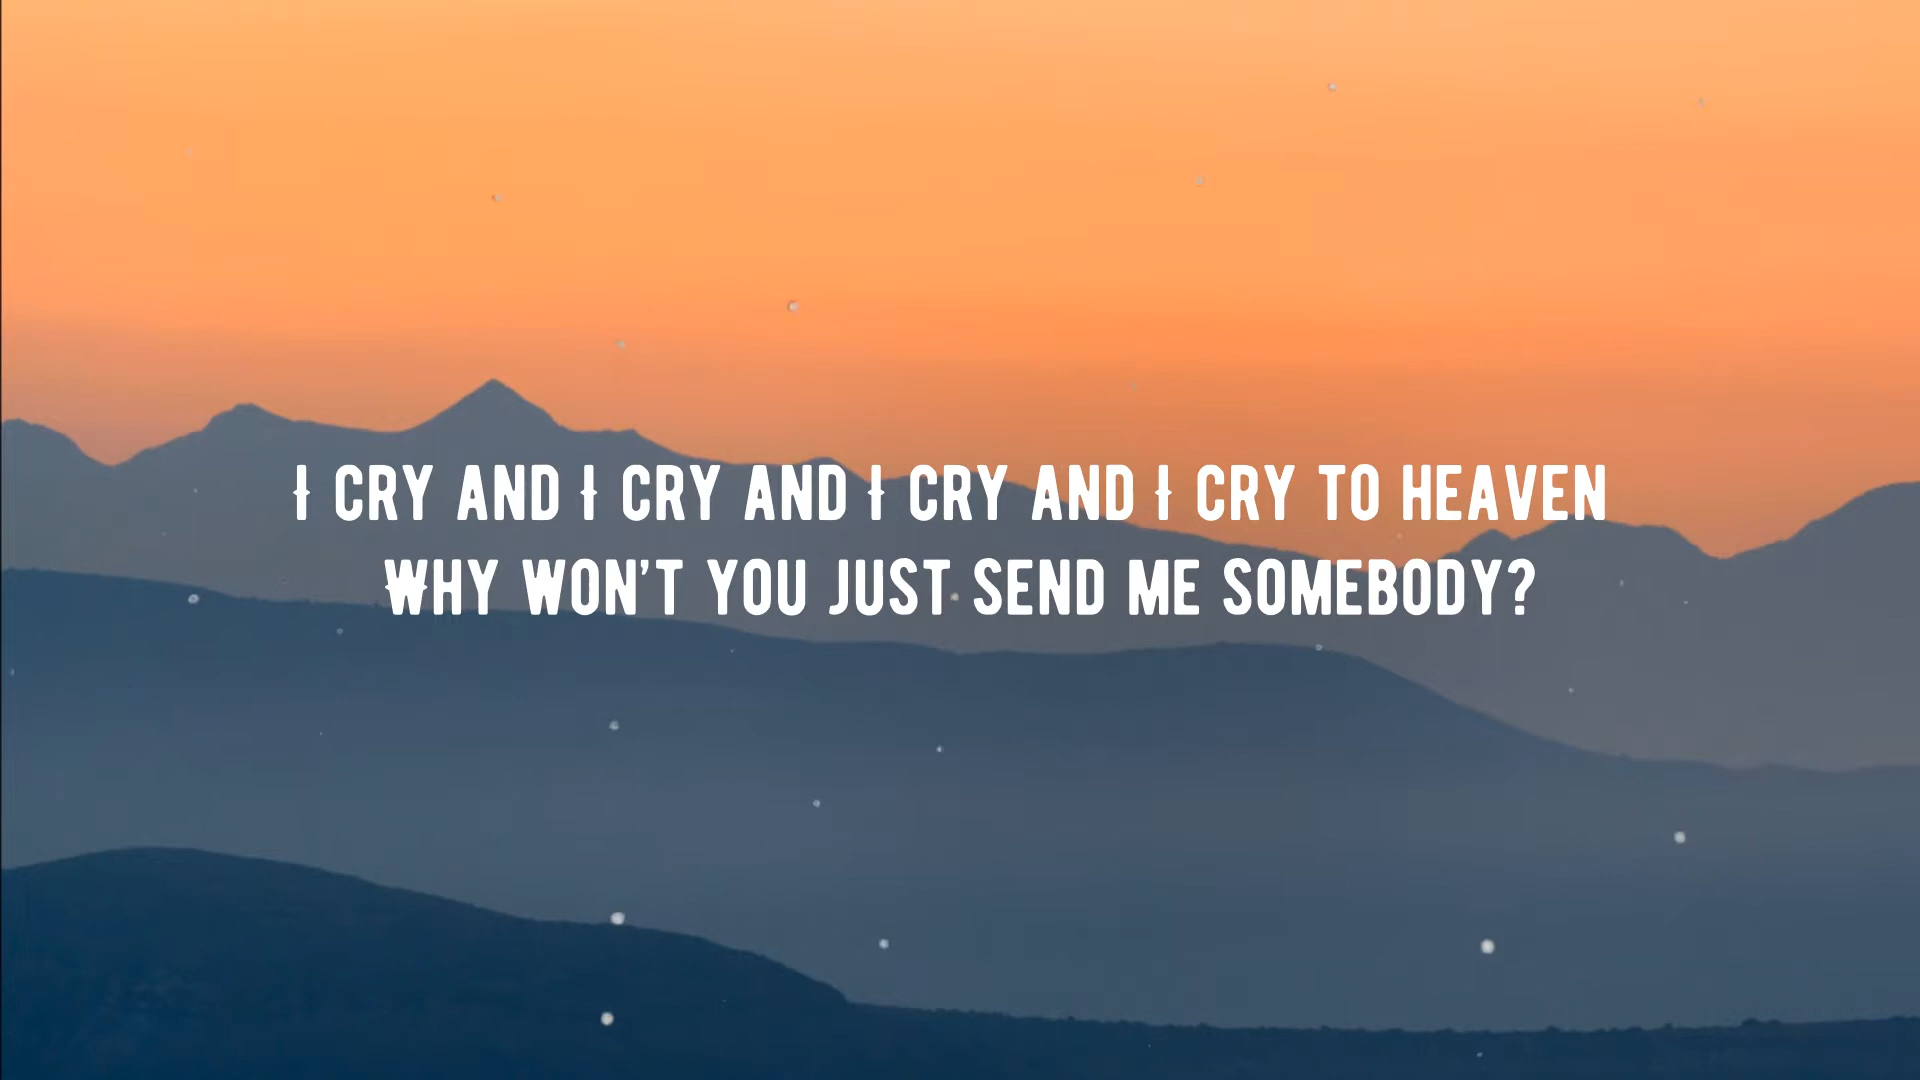 I CRY AND I CRY AND I CRY AND I CRY TO HEAVEN
WHY WON'T YOU JUST SEND ME SOMEBODY?